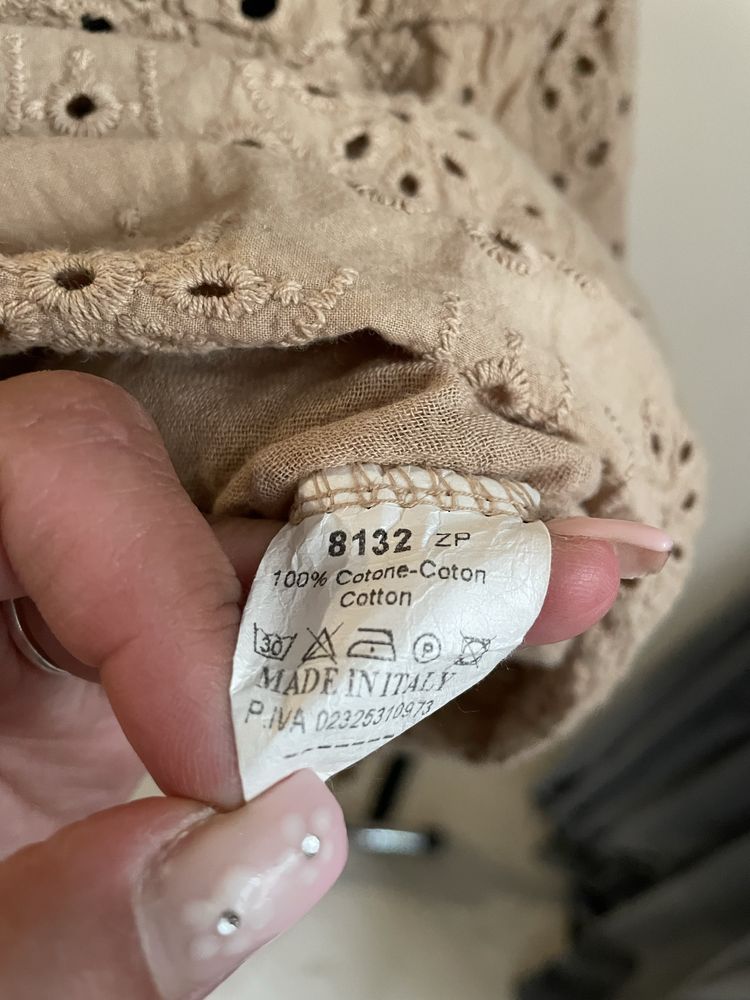 8132 ZP
100% Cotone-Coton
Cotton
30 P
MADE IN ITALY
P.IVA 02325310973